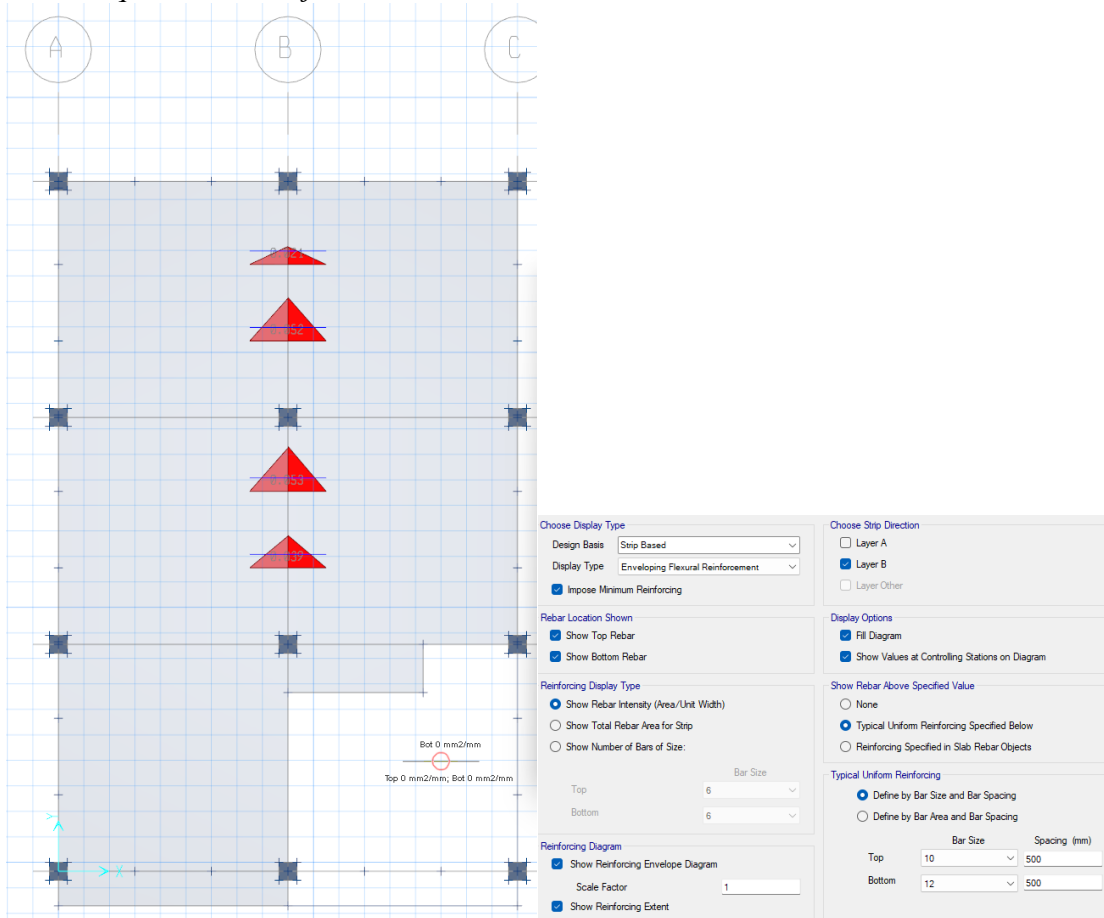 A B C
0.052
0.053
Bot 0 mm2/mm
Top 0 mm2/mm; Bot 0 mm2/mm
Y
X
Choose Display Type
Design Basis Strip Based
Display Type Enveloping Flexural Reinforcement
Impose Minimum Reinforcing
Rebar Location Shown
Show Top Rebar
Show Bottom Rebar
Reinforcing Display Type
Show Rebar Intensity (Area/Unit Width)
Show Total Rebar Area for Strip
Show Number of Bars of Size:
Bar Size
Top 6
Bottom 6
Reinforcing Diagram
Show Reinforcing Envelope Diagram
Scale Factor 1
Show Reinforcing Extent
Choose Strip Direction
Layer A
Layer B
Layer Other
Display Options
Fill Diagram
Show Values at Controlling Stations on Diagram
Show Rebar Above Specified Value
None
Typical Uniform Reinforcing Specified Below
Reinforcing Specified in Slab Rebar Objects
Typical Uniform Reinforcing
Define by Bar Size and Bar Spacing
Define by Bar Area and Bar Spacing
Bar Size Spacing (mm)
Top 10 500
Bottom 12 500